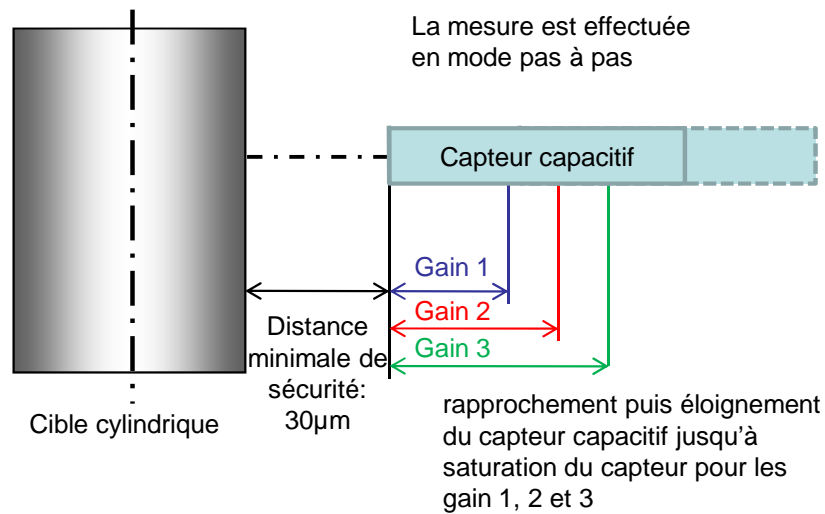 La mesure est effectuée
en mode pas à pas
Capteur capacitif
Gain 1
Gain 2
Gain 3
Distance
minimale de
sécurité:
30µm
Cible cylindrique
rapprochement puis éloignement
du capteur capacitif jusqu'à
saturation du capteur pour les
gain 1, 2 et 3